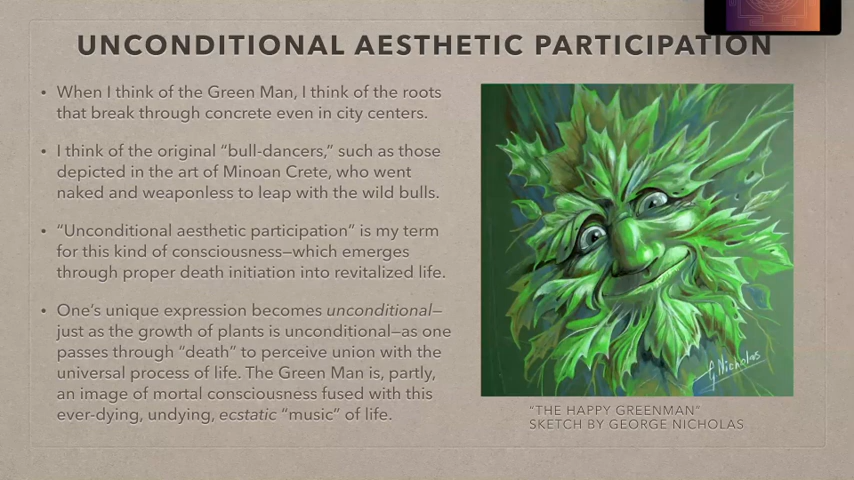 UNCONDITIONAL AESTHETIC PARTICIPATION
• When I think of the Green Man, I think of the roots
that break through concrete even in city centers.
• I think of the original “bull-dancers,” such as those
depicted in the art of Minoan Crete, who went
naked and weaponless to leap with the wild bulls.
• “Unconditional aesthetic participation” is my term
for this kind of consciousness—which emerges
through proper death initiation into revitalized life.
• One’s unique expression becomes unconditional—
just as the growth of plants is unconditional—as one
passes through “death” to perceive union with the
universal process of life. The Green Man is, partly,
an image of mortal consciousness fused with this
ever-dying, undying, ecstatic “music” of life.
G Nicholas
“THE HAPPY GREENMAN”
SKETCH BY GEORGE NICHOLAS